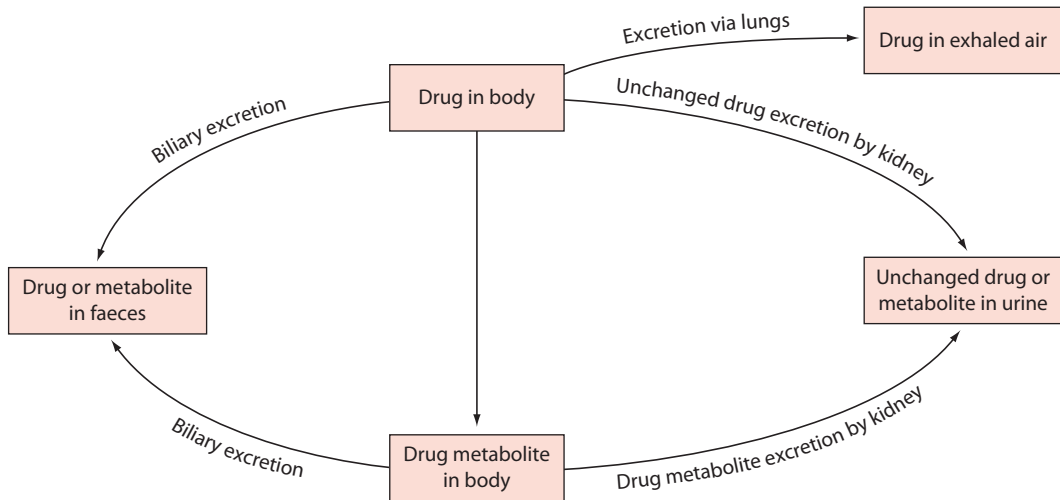 Excretion via lungs
Drug in exhaled air
Drug in body
Unchanged drug excretion by kidney
Biliary excretion
Drug or metabolite
in faeces
Unchanged drug or
metabolite in urine
Biliary excretion
Drug metabolite
in body
Drug metabolite excretion by kidney